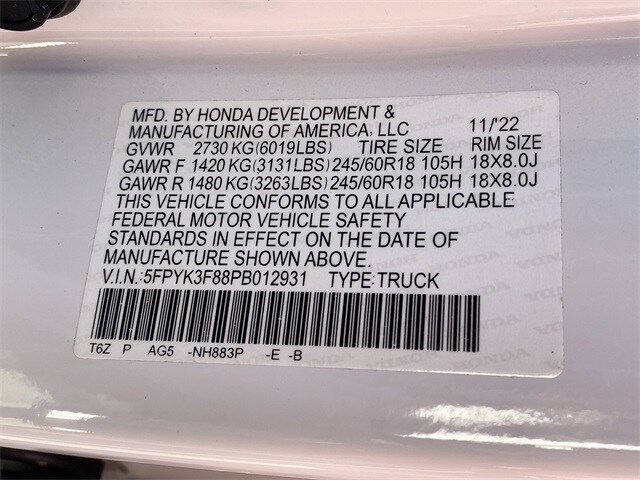 MFD. BY HONDA DEVELOPMENT &
MANUFACTURING OF AMERICA, LLC 11/'22
GVWR 2730 KG(6019LBS) TIRE SIZE RIM SIZE
GAWR F 1420 KG(3131LBS) 245/60R18 105H 18X8.0J
GAWR R 1480 KG(3263LBS) 245/60R18 105H 18X8.0J
THIS VEHICLE CONFORMS TO ALL APPLICABLE
FEDERAL MOTOR VEHICLE SAFETY
STANDARDS IN EFFECT ON THE DATE OF
MANUFACTURE SHOWN ABOVE.
V.I.N.:5FPYK3F88PB012931 TYPE:TRUCK
T6Z P AG5 -NH883P -E -B